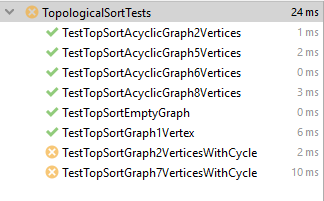 TopologicalSortTests 24 ms
TestTopSortAcyclicGraph2Vertices 1 ms
TestTopSortAcyclicGraph5Vertices 2 ms
TestTopSortAcyclicGraph6Vertices 0 ms
TestTopSortAcyclicGraph8Vertices 3 ms
TestTopSortEmptyGraph 0 ms
TestTopSortGraph1Vertex 6 ms
TestTopSortGraph2VerticesWithCycle 2 ms
TestTopSortGraph7VerticesWithCycle 10 ms